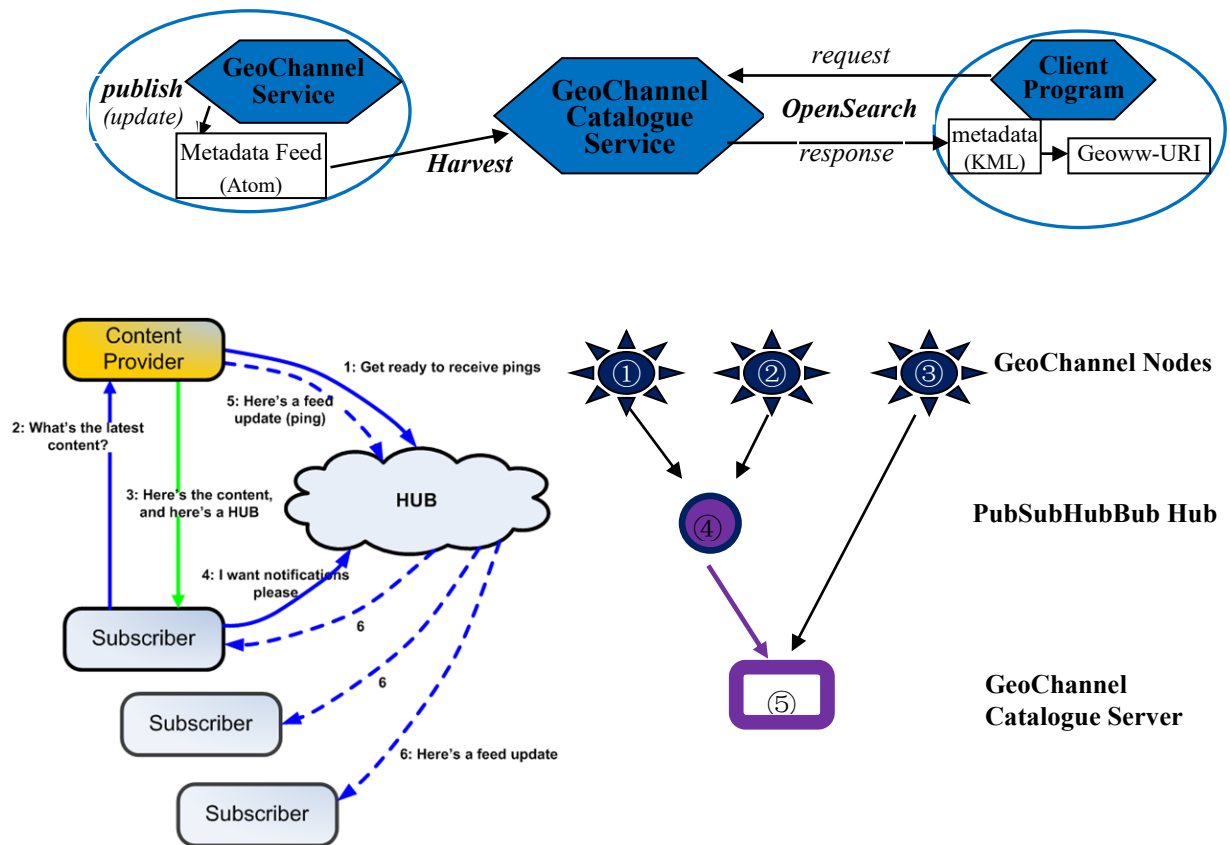 GeoChannel
Service
publish
(update)
Metadata Feed
(Atom)
Harvest
GeoChannel
Catalogue
Service
request
OpenSearch
response
Client
Program
metadata
(KML)
Geoww-URI
Content
Provider
1: Get ready to receive pings
5: Here's a feed
update (ping)
2: What's the latest
content?
3: Here's the content,
and here's a HUB
HUB
4: I want notifications
please
Subscriber
6
Subscriber
6
6: Here's a feed update
Subscriber
①
②
③
GeoChannel Nodes
④
PubSubHubBub Hub
⑤
GeoChannel
Catalogue Server